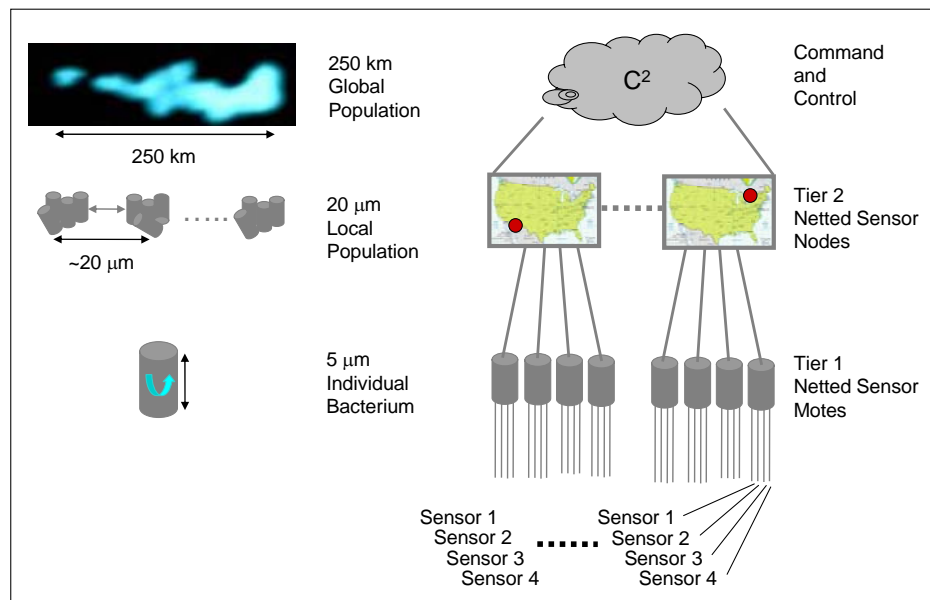 250 km
Global
Population
250 km
20 μm
Local
Population
~20 μm
5 μm
Individual
Bacterium
C²
Command
and
Control
Tier 2
Netted Sensor
Nodes
Tier 1
Netted Sensor
Motes
Sensor 1
Sensor 2
Sensor 3
Sensor 4
Sensor 1
Sensor 2
Sensor 3
Sensor 4